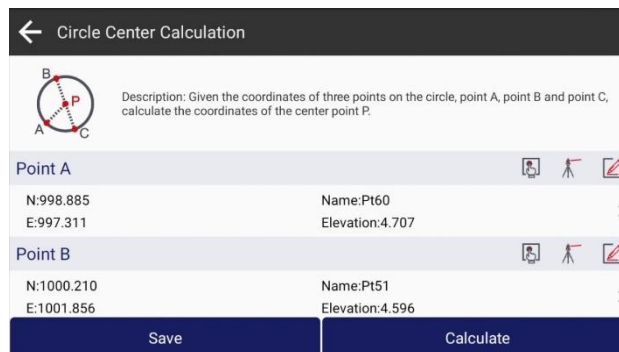 Circle Center Calculation
B
P
A
C
Description: Given the coordinates of three points on the circle, point A, point B and point C,
calculate the coordinates of the center point P.
Point A
N:998.885 Name:Pt60
E:997.311 Elevation:4.707
Point B
N:1000.210 Name:Pt51
E:1001.856 Elevation:4.596
Save Calculate